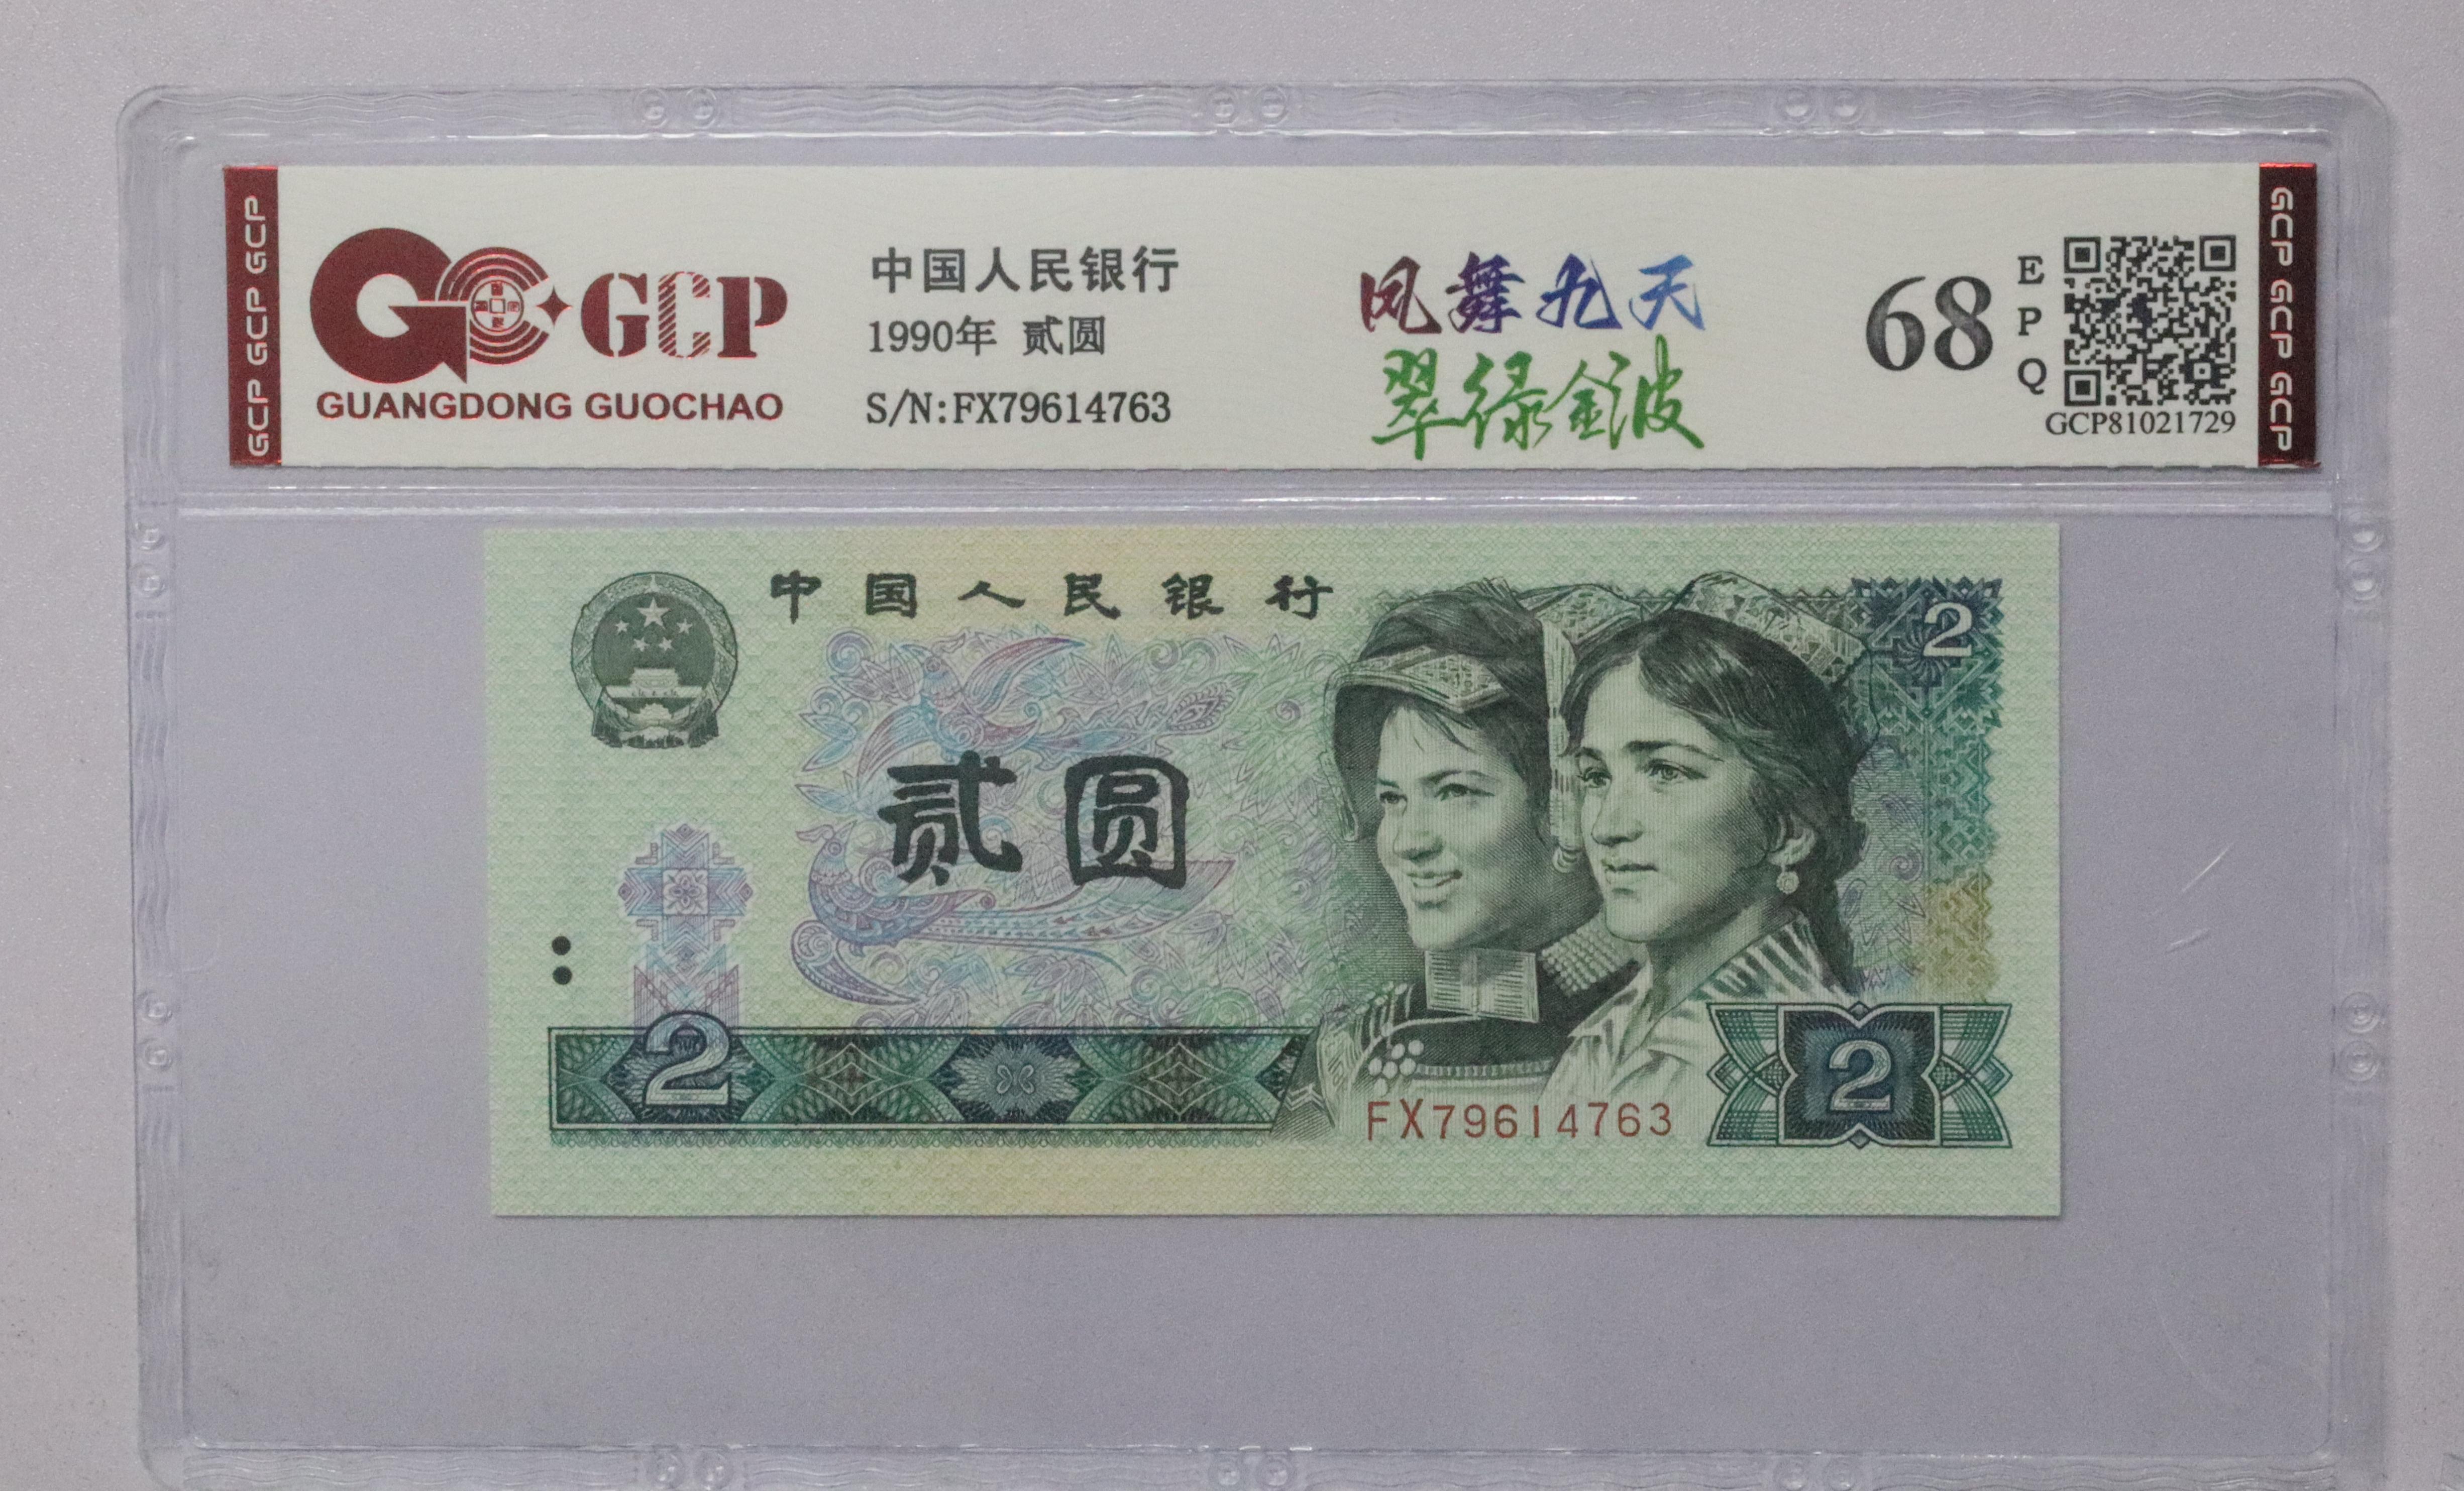 GCP GCP GCP
GCP
GUANGDONG GUOCHAO
中国人民银行
1990年 贰圆
S/N:FX79614763
凤舞九天
翠绿金波
68
EPQ
GCP81021729
GCP GCP GCP
中国人民银行
2
贰圆
2
FX79614763
2